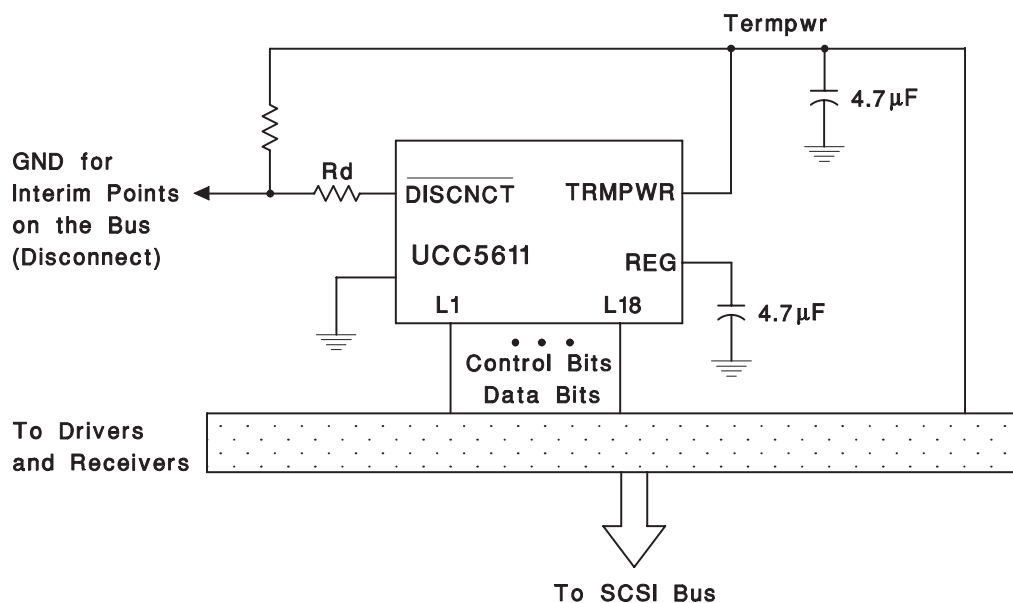 Termpwr
4.7µF
GND for
Interim Points
on the Bus
(Disconnect)
Rd
DISCNCT
TRMPWR
UCC5611
REG
L1
L18
4.7µF
• • •
Control Bits
Data Bits
To Drivers
and Receivers
To SCSI Bus